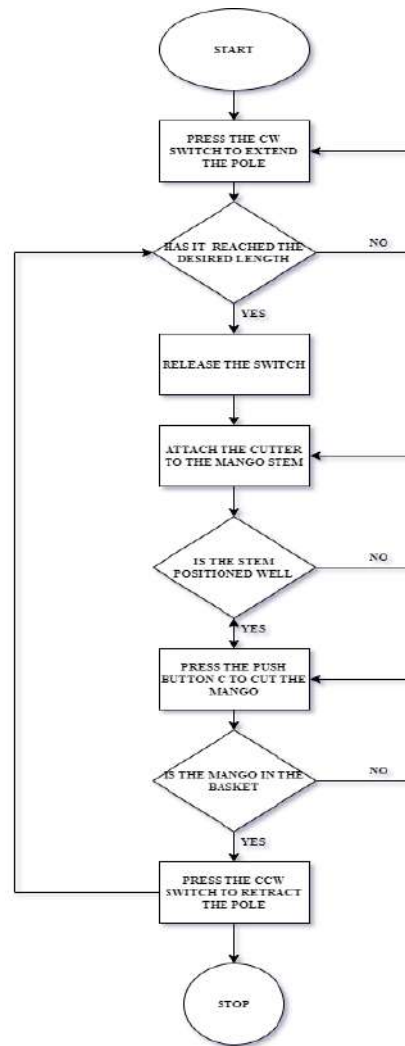 START
PRESS THE CW
SWITCH TO EXTEND
THE POLE
HAS IT REACHED THE
DESIRED LENGTH
NO
YES
RELEASE THE SWITCH
ATTACH THE CUTTER
TO THE MANGO STEM
IS THE STEM
POSITIONED WELL
NO
YES
PRESS THE PUSH
BUTTON C TO CUT THE
MANGO
IS THE MANGO IN THE
BASKET
NO
YES
PRESS THE CCW
SWITCH TO RETRACT
THE POLE
STOP